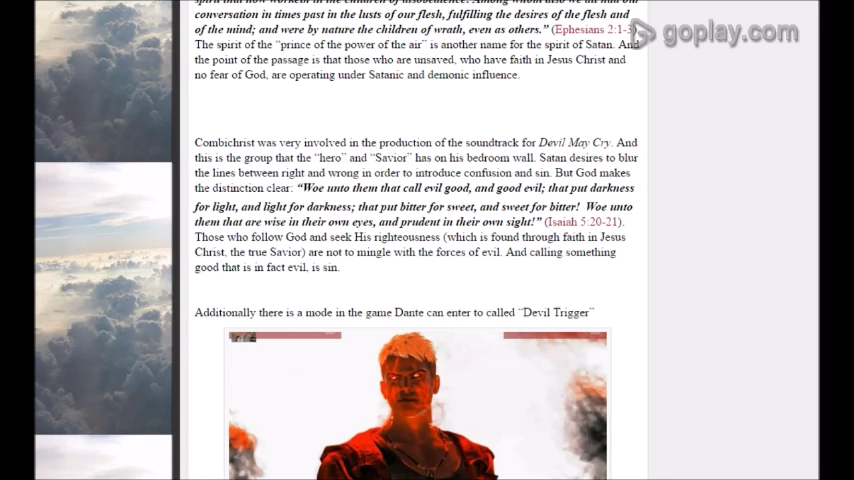 spirit that now worketh in the children of disobedience: Among whom also we all had our
conversation in times past in the lusts of our flesh, fulfilling the desires of the flesh and
of the mind; and were by nature the children of wrath, even as others.” (Ephesians 2:1-3).
The spirit of the “prince of the power of the air” is another name for the spirit of Satan. And
the point of the passage is that those who are unsaved, who have faith in Jesus Christ and
no fear of God, are operating under Satanic and demonic influence.
goplay.com
Combichrist was very involved in the production of the soundtrack for Devil May Cry. And
this is the group that the “hero” and “Savior” has on his bedroom wall. Satan desires to blur
the lines between right and wrong in order to introduce confusion and sin. But God makes
the distinction clear: “Woe unto them that call evil good, and good evil; that put darkness
for light, and light for darkness; that put bitter for sweet, and sweet for bitter! Woe unto
them that are wise in their own eyes, and prudent in their own sight!” (Isaiah 5:20-21).
Those who follow God and seek His righteousness (which is found through faith in Jesus
Christ, the true Savior) are not to mingle with the forces of evil. And calling something
good that is in fact evil, is sin.
Additionally there is a mode in the game Dante can enter to called “Devil Trigger”